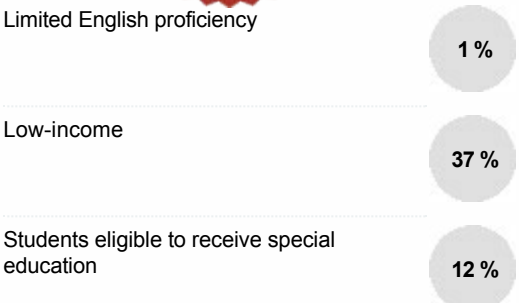 Limited English proficiency
1 %
Low-income
37 %
Students eligible to receive special
education
12 %